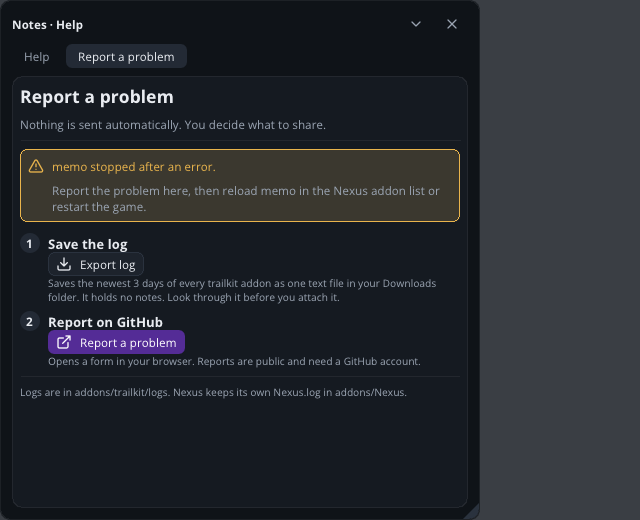 Notes · Help
Help
Report a problem
Report a problem
Nothing is sent automatically. You decide what to share.
memo stopped after an error.
Report the problem here, then reload memo in the Nexus addon list or
restart the game.
1 Save the log
Export log
Saves the newest 3 days of every trailkit addon as one text file in your Downloads
folder. It holds no notes. Look through it before you attach it.
2 Report on GitHub
Report a problem
Opens a form in your browser. Reports are public and need a GitHub account.
Logs are in addons/trailkit/logs. Nexus keeps its own Nexus.log in addons/Nexus.